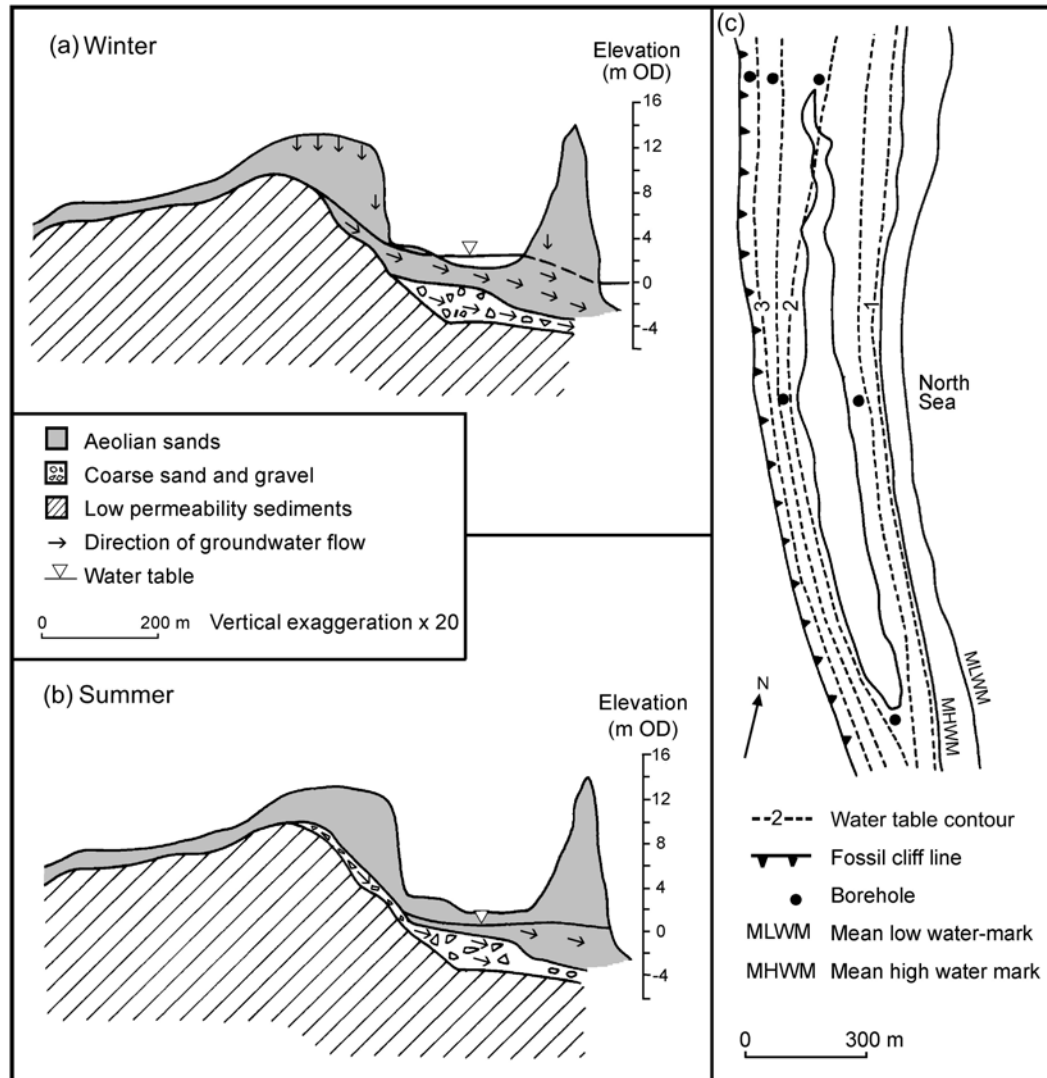 (a) Winter
Elevation
(m OD)
16
12
8
4
0
-4
Aeolian sands
Coarse sand and gravel
Low permeability sediments
Direction of groundwater flow
Water table
0 200 m Vertical exaggeration x 20
(b) Summer
Elevation
(m OD)
16
12
8
4
0
-4
(c)
3
2
1
North
Sea
N
MLWM
MHWM
--2-- Water table contour
Fossil cliff line
Borehole
MLWM Mean low water-mark
MHWM Mean high water mark
0 300 m